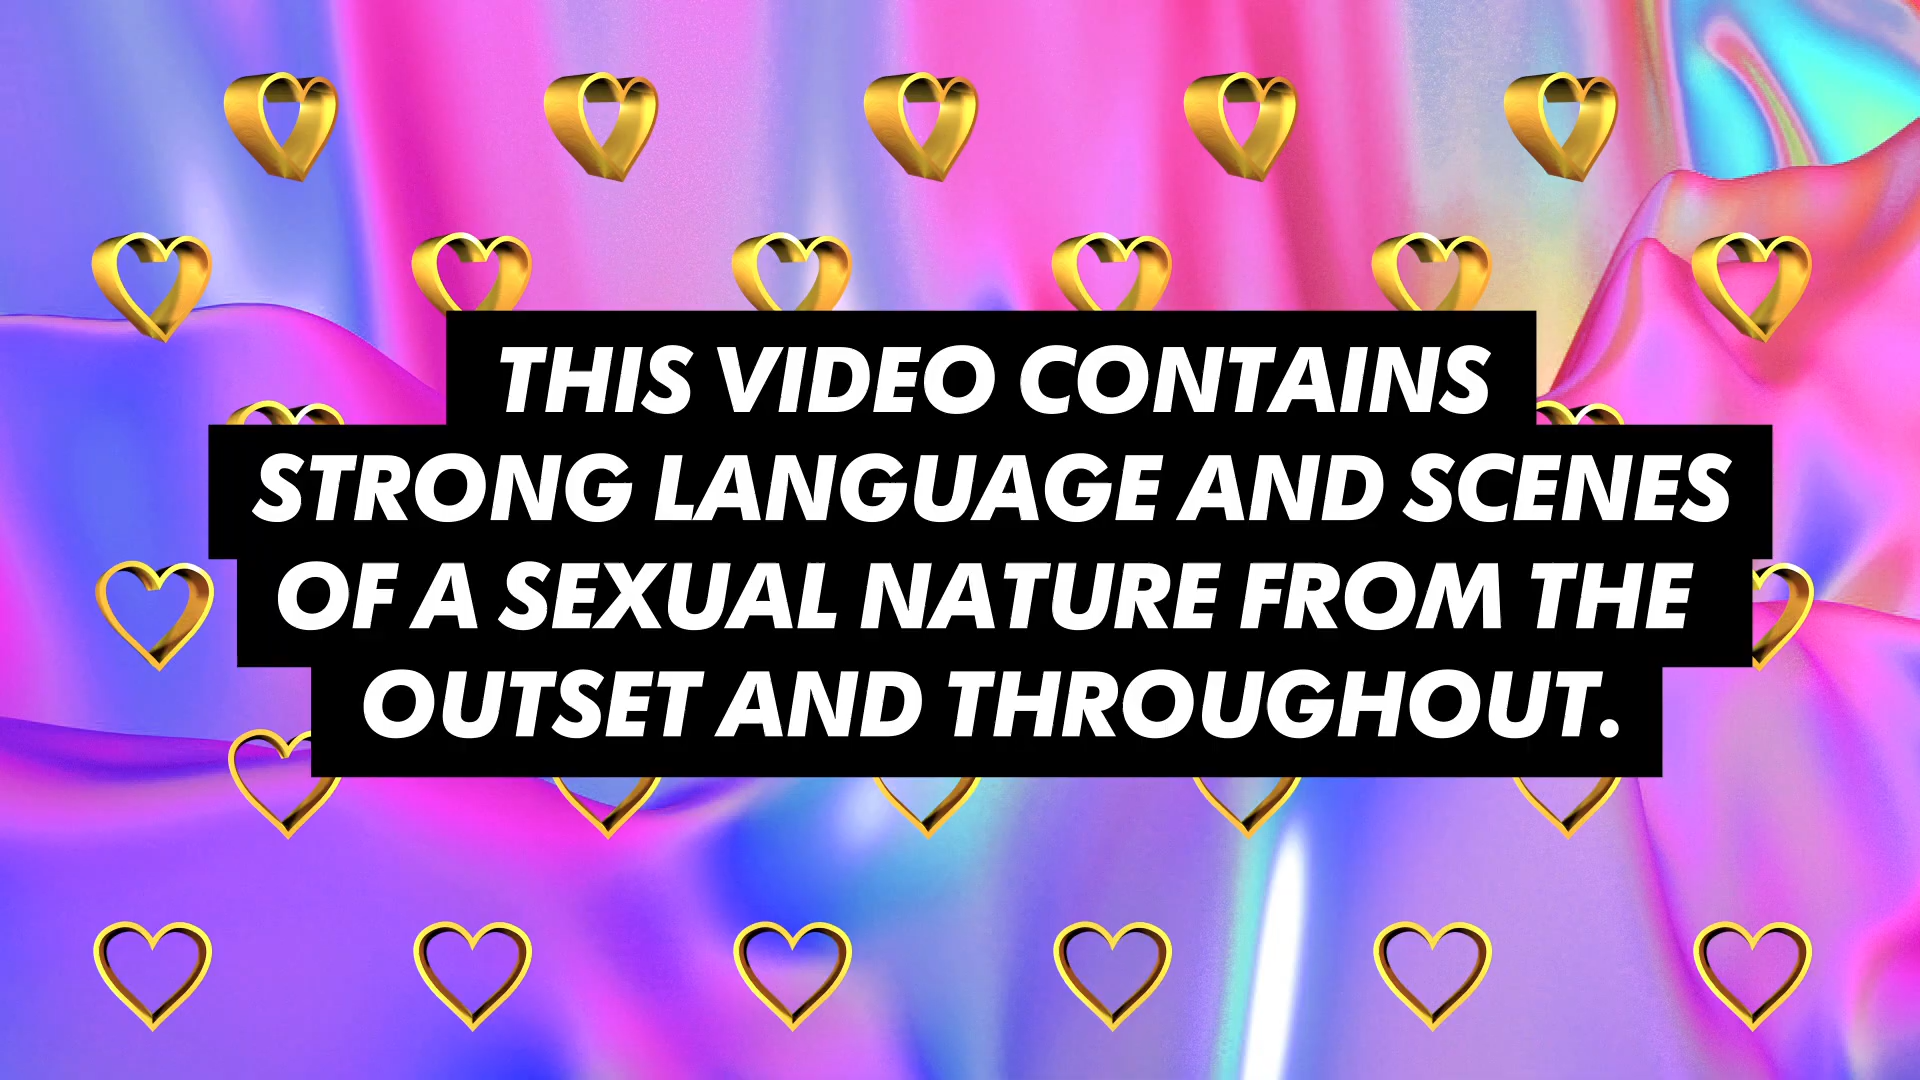 THIS VIDEO CONTAINS
STRONG LANGUAGE AND SCENES
OF A SEXUAL NATURE FROM THE
OUTSET AND THROUGHOUT.